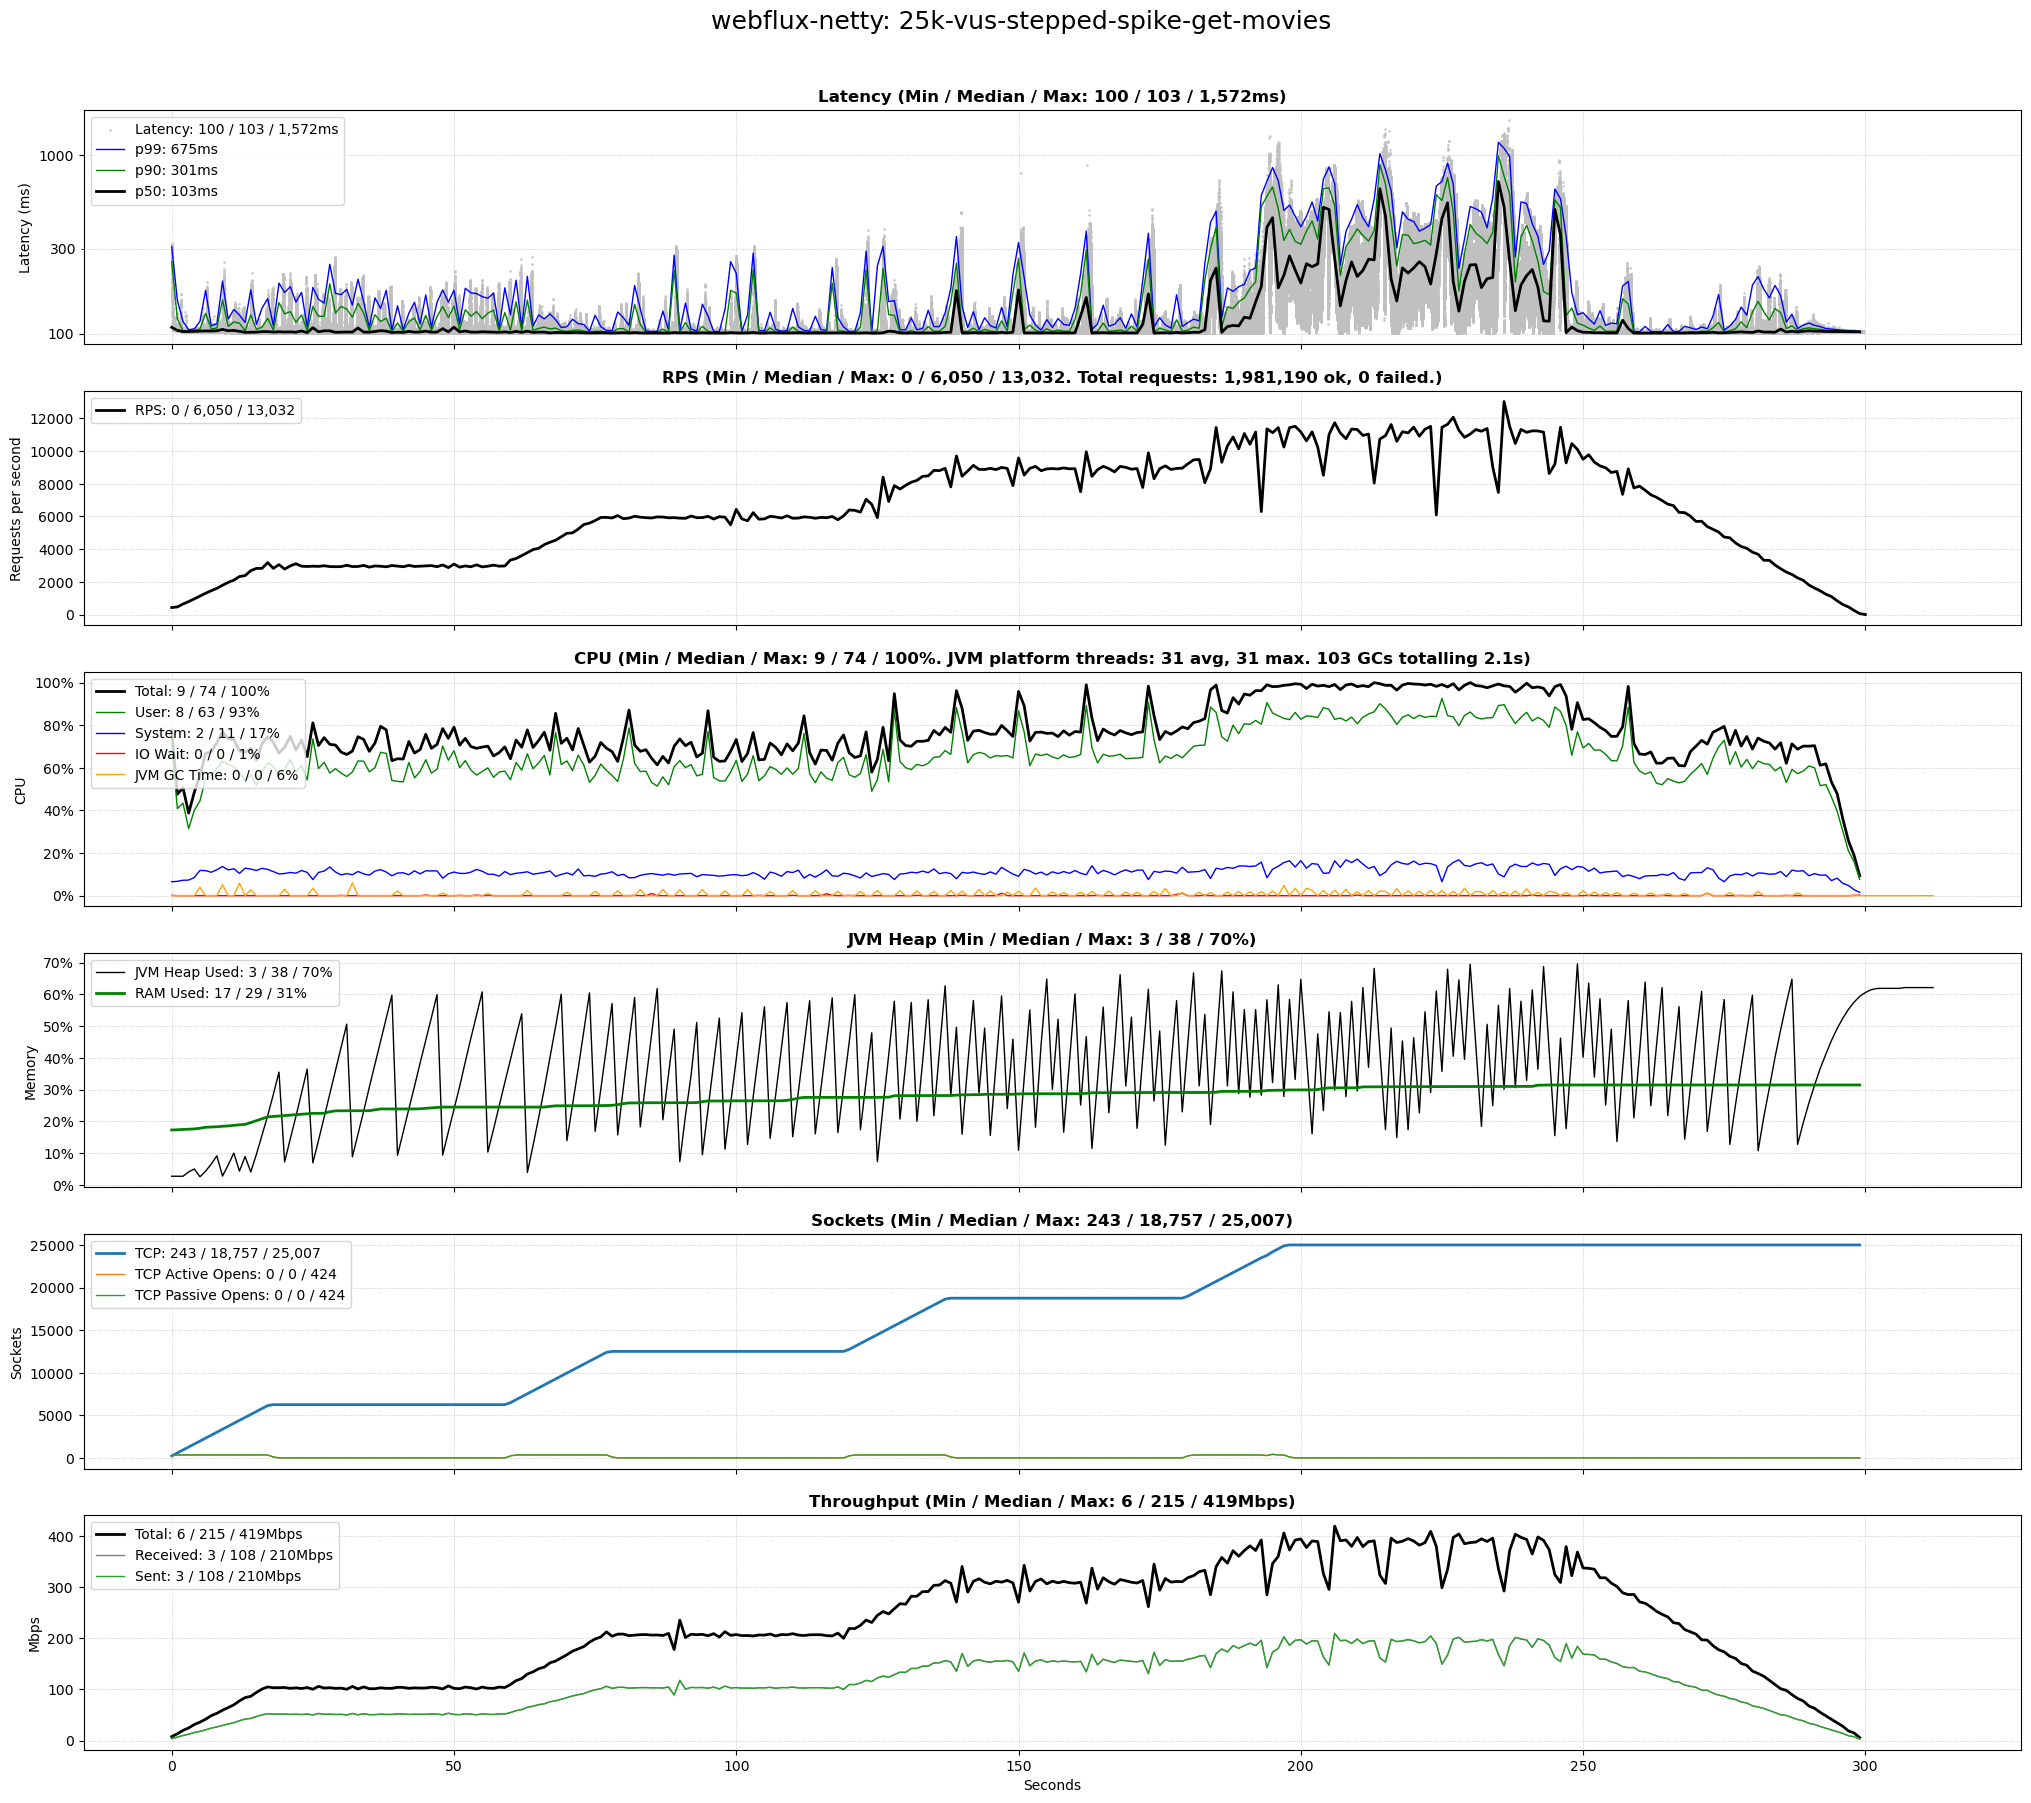 webflux-netty: 25k-vus-stepped-spike-get-movies
Latency (Min / Median / Max: 100 / 103 / 1,572ms)
Latency: 100 / 103 / 1,572ms
p99: 675ms
p90: 301ms
p50: 103ms
1000
300
100
Latency (ms)
RPS (Min / Median / Max: 0 / 6,050 / 13,032. Total requests: 1,981,190 ok, 0 failed.)
RPS: 0 / 6,050 / 13,032
12000
10000
8000
6000
4000
2000
0
Requests per second
CPU (Min / Median / Max: 9 / 74 / 100%. JVM platform threads: 31 avg, 31 max. 103 GCs totalling 2.1s)
Total: 9 / 74 / 100%
User: 8 / 63 / 93%
System: 2 / 11 / 17%
IO Wait: 0 / 0 / 1%
JVM GC Time: 0 / 0 / 6%
100%
80%
60%
40%
20%
0%
CPU
JVM Heap (Min / Median / Max: 3 / 38 / 70%)
JVM Heap Used: 3 / 38 / 70%
RAM Used: 17 / 29 / 31%
70%
60%
50%
40%
30%
20%
10%
0%
Memory
Sockets (Min / Median / Max: 243 / 18,757 / 25,007)
TCP: 243 / 18,757 / 25,007
TCP Active Opens: 0 / 0 / 424
TCP Passive Opens: 0 / 0 / 424
25000
20000
15000
10000
5000
0
Sockets
Throughput (Min / Median / Max: 6 / 215 / 419Mbps)
Total: 6 / 215 / 419Mbps
Received: 3 / 108 / 210Mbps
Sent: 3 / 108 / 210Mbps
400
300
200
100
0
Mbps
0 50 100 150 200 250 300
Seconds